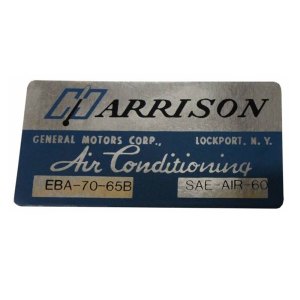 HARRISON
GENERAL MOTORS CORP., LOCKPORT, N.Y.
Air Conditioning
EBA-70-65B SAE-AIR-60